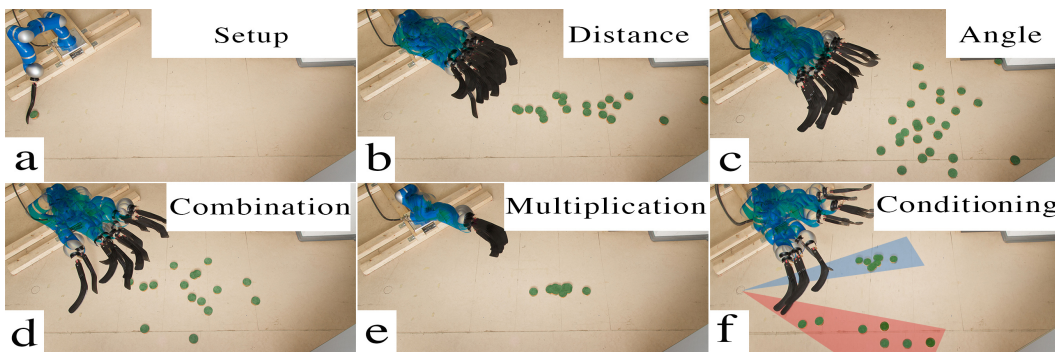 Setup
a
Distance
b
Angle
c
Combination
d
Multiplication
e
Conditioning
f